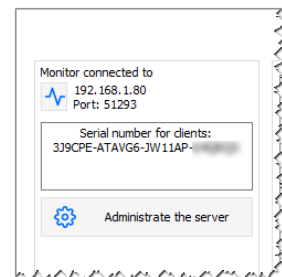 Monitor connected to
192.168.1.80
Port: 51293
Serial number for clients:
3J9CPE-ATAVG6-JW11AP-
Administrate the server